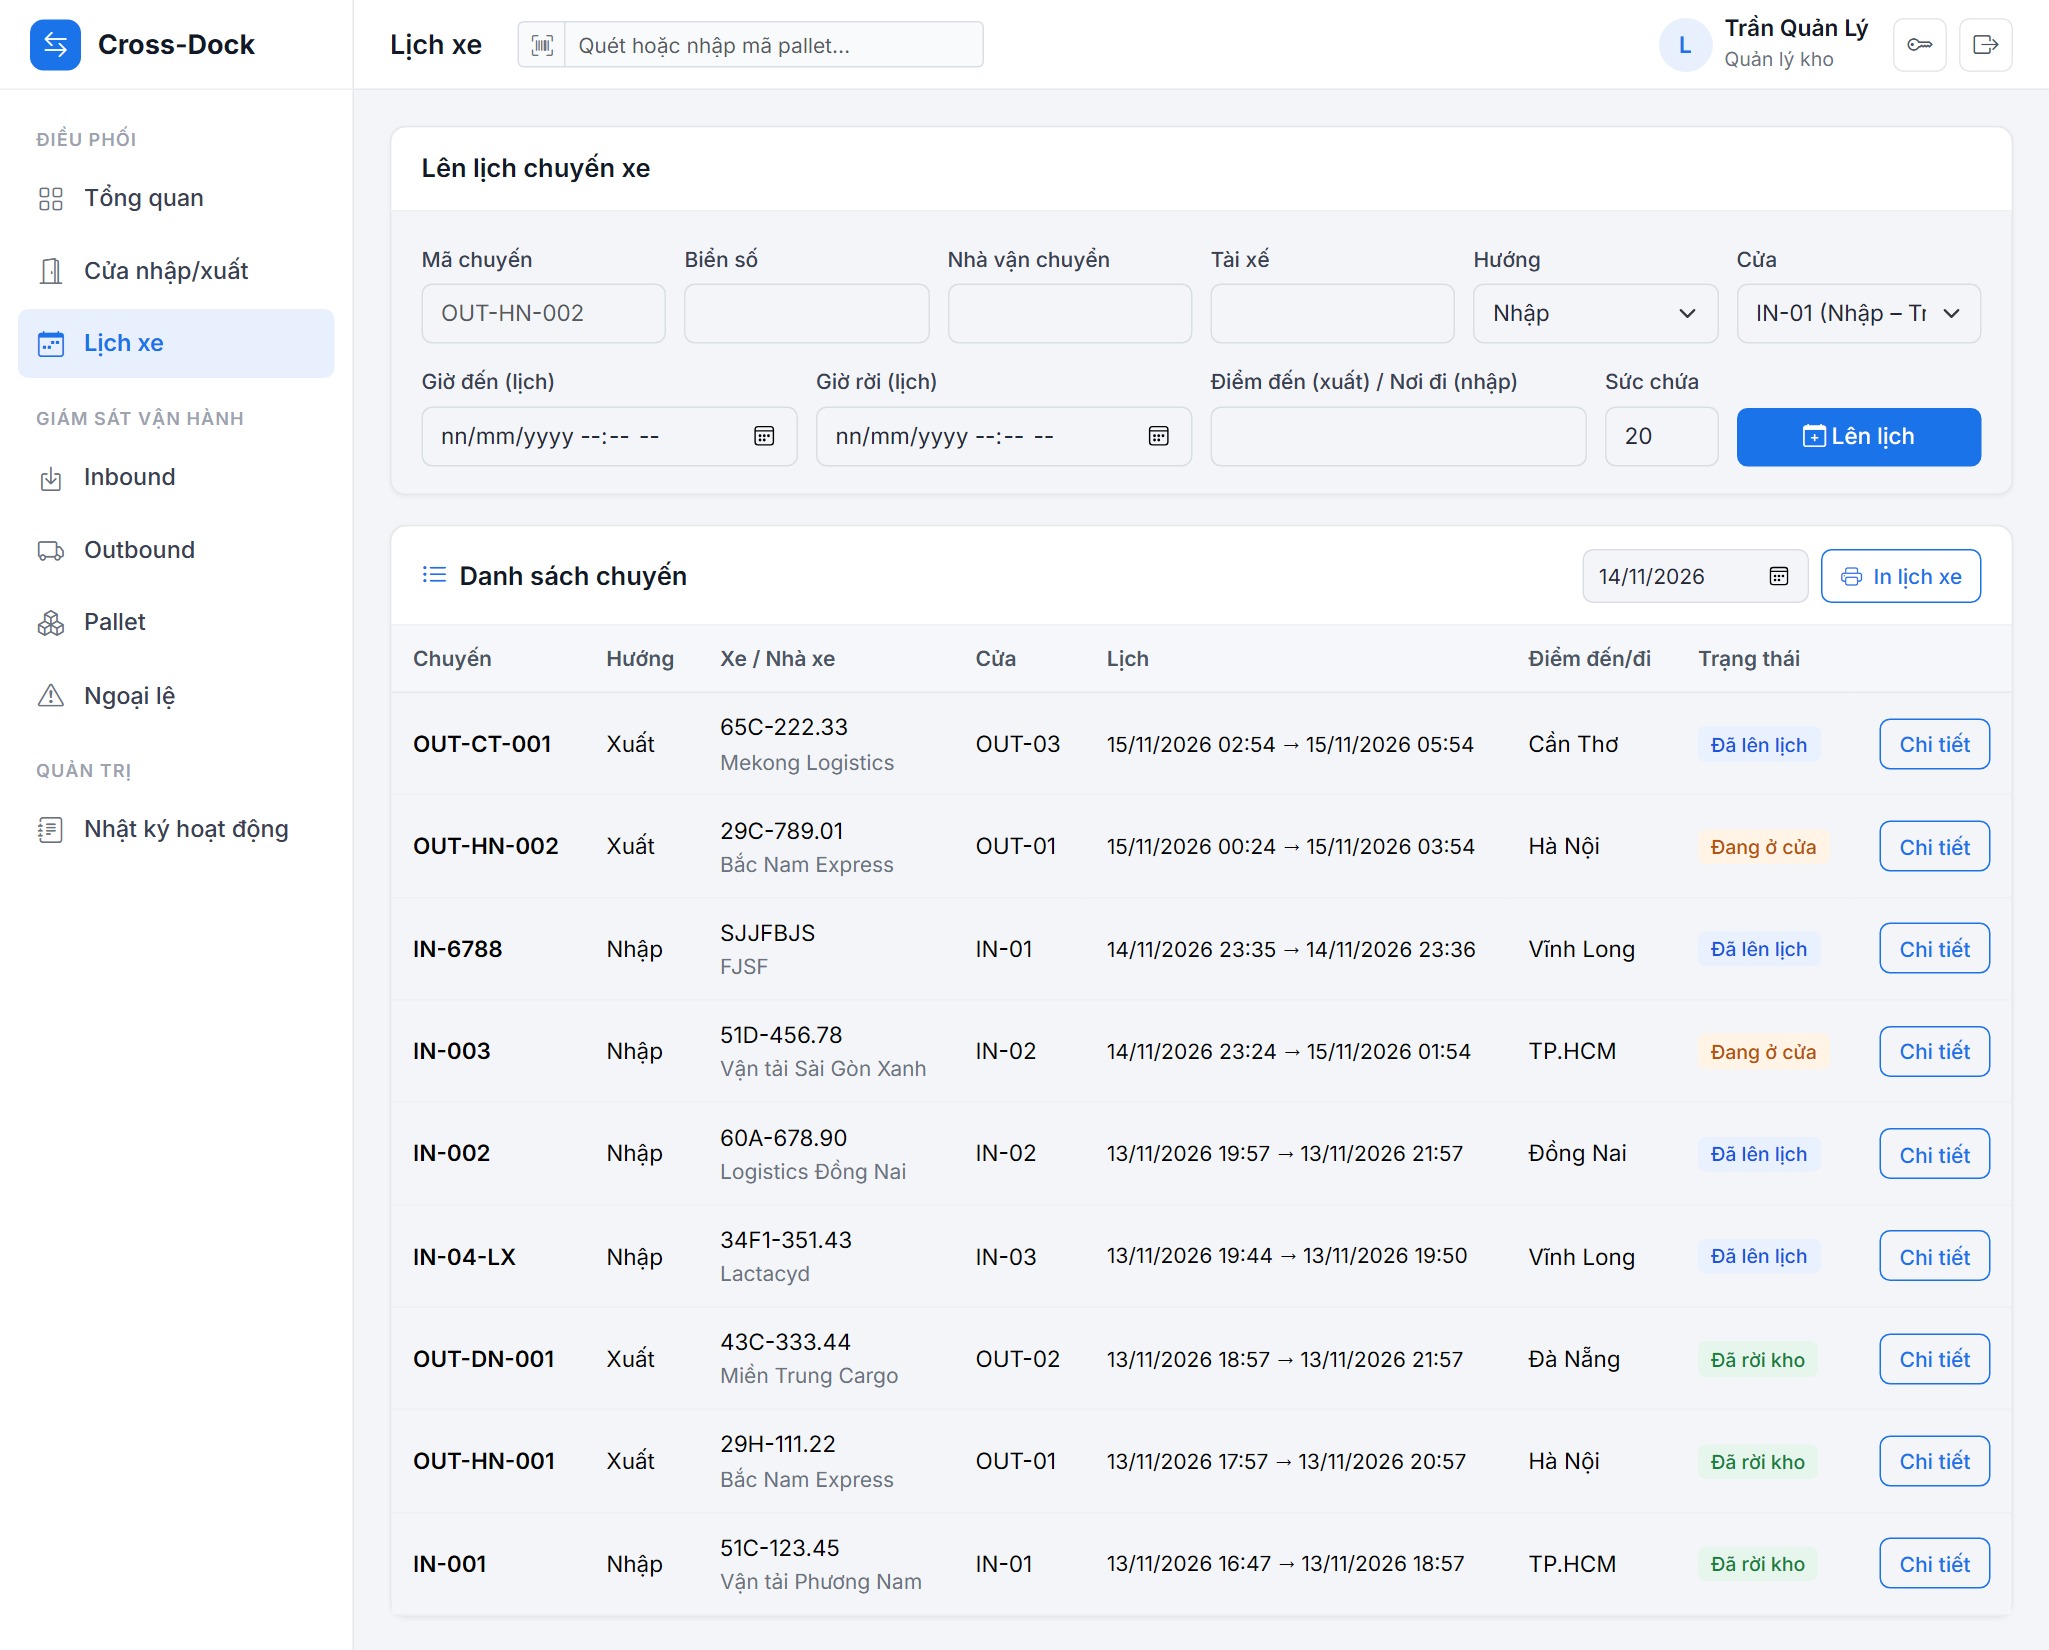 Cross-Dock
Lịch xe
Quét hoặc nhập mã pallet...
L
Trần Quản Lý
Quản lý kho
ĐIỀU PHỐI
Tổng quan
Cửa nhập/xuất
Lịch xe
GIÁM SÁT VẬN HÀNH
Inbound
Outbound
Pallet
Ngoại lệ
QUẢN TRỊ
Nhật ký hoạt động
Lên lịch chuyến xe
Mã chuyến Biển số Nhà vận chuyển Tài xế Hướng Cửa
OUT-HN-002 Nhập IN-01 (Nhập – Tr
Giờ đến (lịch) Giờ rời (lịch) Điểm đến (xuất) / Nơi đi (nhập) Sức chứa
nn/mm/yyyy --:-- -- nn/mm/yyyy --:-- -- 20 Lên lịch
Danh sách chuyến 14/11/2026 In lịch xe
Chuyến Hướng Xe / Nhà xe Cửa Lịch Điểm đến/đi Trạng thái
OUT-CT-001 Xuất 65C-222.33 OUT-03 15/11/2026 02:54 → 15/11/2026 05:54 Cần Thơ Đã lên lịch Chi tiết
Mekong Logistics
OUT-HN-002 Xuất 29C-789.01 OUT-01 15/11/2026 00:24 → 15/11/2026 03:54 Hà Nội Đang ở cửa Chi tiết
Bắc Nam Express
IN-6788 Nhập SJJFBJS IN-01 14/11/2026 23:35 → 14/11/2026 23:36 Vĩnh Long Đã lên lịch Chi tiết
FJSF
IN-003 Nhập 51D-456.78 IN-02 14/11/2026 23:24 → 15/11/2026 01:54 TP.HCM Đang ở cửa Chi tiết
Vận tải Sài Gòn Xanh
IN-002 Nhập 60A-678.90 IN-02 13/11/2026 19:57 → 13/11/2026 21:57 Đồng Nai Đã lên lịch Chi tiết
Logistics Đồng Nai
IN-04-LX Nhập 34F1-351.43 IN-03 13/11/2026 19:44 → 13/11/2026 19:50 Vĩnh Long Đã lên lịch Chi tiết
Lactacyd
OUT-DN-001 Xuất 43C-333.44 OUT-02 13/11/2026 18:57 → 13/11/2026 21:57 Đà Nẵng Đã rời kho Chi tiết
Miền Trung Cargo
OUT-HN-001 Xuất 29H-111.22 OUT-01 13/11/2026 17:57 → 13/11/2026 20:57 Hà Nội Đã rời kho Chi tiết
Bắc Nam Express
IN-001 Nhập 51C-123.45 IN-01 13/11/2026 16:47 → 13/11/2026 18:57 TP.HCM Đã rời kho Chi tiết
Vận tải Phương Nam